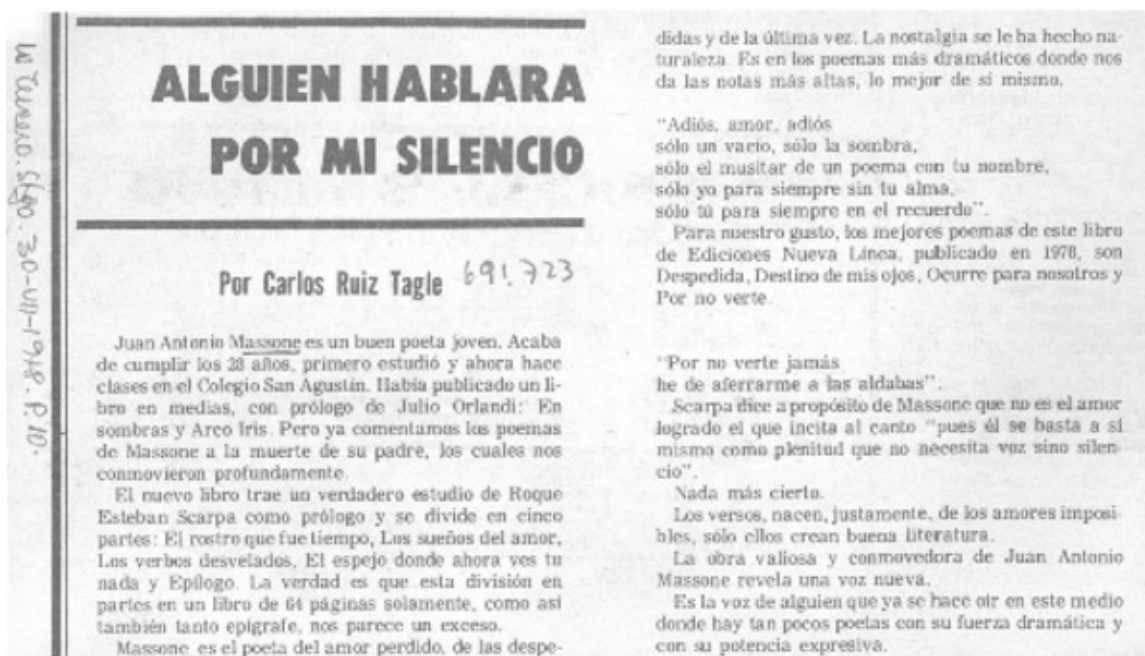 ALGUIEN HABLARA
POR MI SILENCIO
Por Carlos Ruiz Tagle 691.723
Juan Antonio Massone es un buen poeta joven. Acaba
de cumplir los 28 años, primero estudió y ahora hace
clases en el Colegio San Agustín. Había publicado un li-
bro en medias, con prólogo de Julio Orlandi: En
sombras y Arco Iris. Pero ya comentamos los poemas
de Massone a la muerte de su padre, los cuales nos
conmovieron profundamente.
El nuevo libro trae un verdadero estudio de Roque
Esteban Scarpa como prólogo y se divide en cinco
partes: El rostro que fue tiempo, Los sueños del amor,
Los verbos desvelados, El espejo donde ahora ves tu
nada y Epílogo. La verdad es que esta división en
partes en un libro de 64 páginas solamente, como así
también tanto epígrafe, nos parece un exceso.
Massone es el poeta del amor perdido, de las despe-
didas y de la última vez. La nostalgia se le ha hecho na-
turaleza. Es en los poemas más dramáticos donde nos
da las notas más altas, lo mejor de sí mismo.
"Adiós, amor, adiós
sólo un vacío, sólo la sombra,
sólo el musitar de un poema con tu nombre,
sólo yo para siempre sin tu alma,
sólo tú para siempre en el recuerdo".
Para nuestro gusto, los mejores poemas de este libro
de Ediciones Nueva Línea, publicado en 1978, son
Despedida, Destino de mis ojos, Ocurre para nosotros y
Por no verte.
"Por no verte jamás
he de aferrarme a las aldabas".
Scarpa dice a propósito de Massone que no es el amor
logrado el que incita al canto "pues él se basta a sí
mismo como plenitud que no necesita voz sino silen-
cio".
Nada más cierto.
Los versos, nacen, justamente, de los amores imposi-
bles, sólo ellos crean buena literatura.
La obra valiosa y conmovedora de Juan Antonio
Massone revela una voz nueva.
Es la voz de alguien que ya se hace oír en este medio
donde hay tan pocos poetas con su fuerza dramática y
con su potencia expresiva.
Stgo. 30-VII-1978. P. 10.